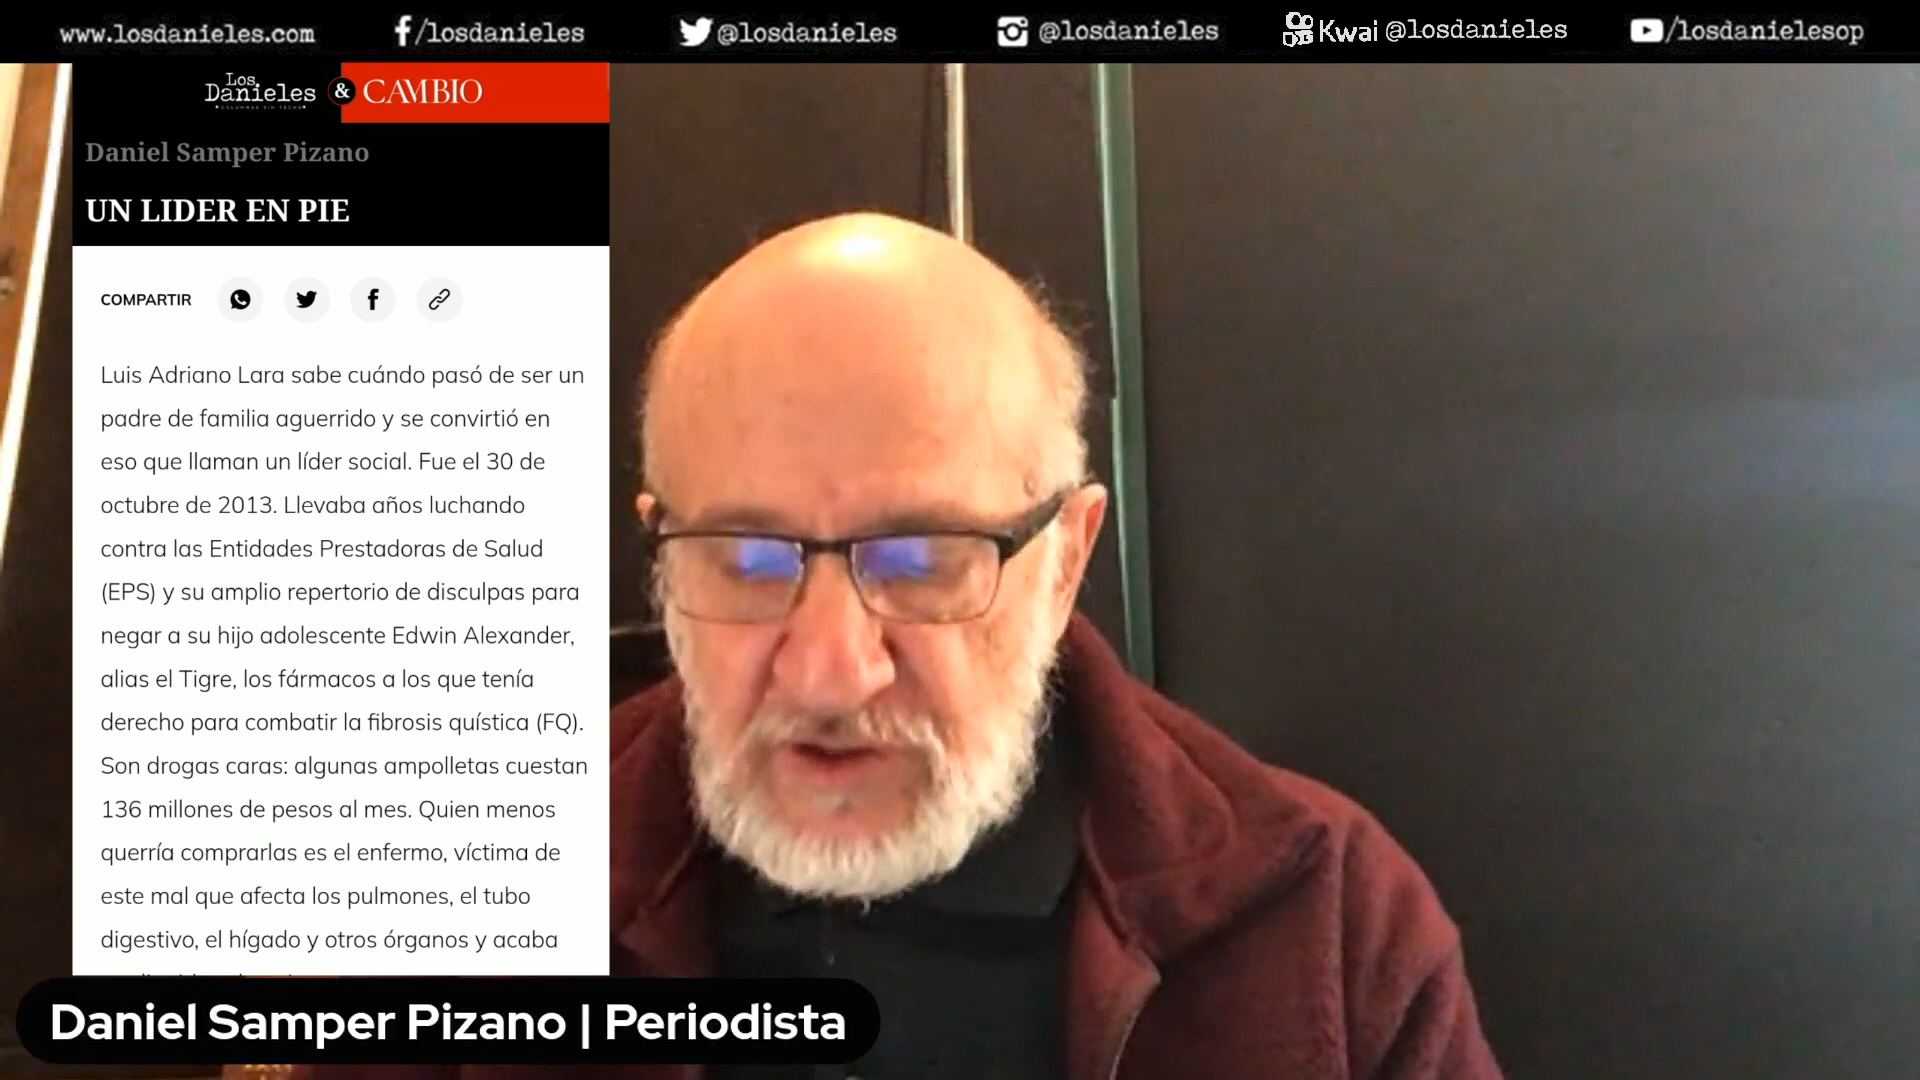 www.losdanieles.com
/losdanieles
@losdanieles
@losdanieles
Kwai @losdanieles
/losdanielesop
Los
Danieles & CAMBIO
Daniel Samper Pizano
UN LIDER EN PIE
COMPARTIR
Luis Adriano Lara sabe cuándo pasó de ser un
padre de familia aguerrido y se convirtió en
eso que llaman un líder social. Fue el 30 de
octubre de 2013. Llevaba años luchando
contra las Entidades Prestadoras de Salud
(EPS) y su amplio repertorio de disculpas para
negar a su hijo adolescente Edwin Alexander,
alias el Tigre, los fármacos a los que tenía
derecho para combatir la fibrosis quística (FQ).
Son drogas caras: algunas ampolletas cuestan
136 millones de pesos al mes. Quien menos
querría comprarlas es el enfermo, víctima de
este mal que afecta los pulmones, el tubo
digestivo, el hígado y otros órganos y acaba
Daniel Samper Pizano | Periodista